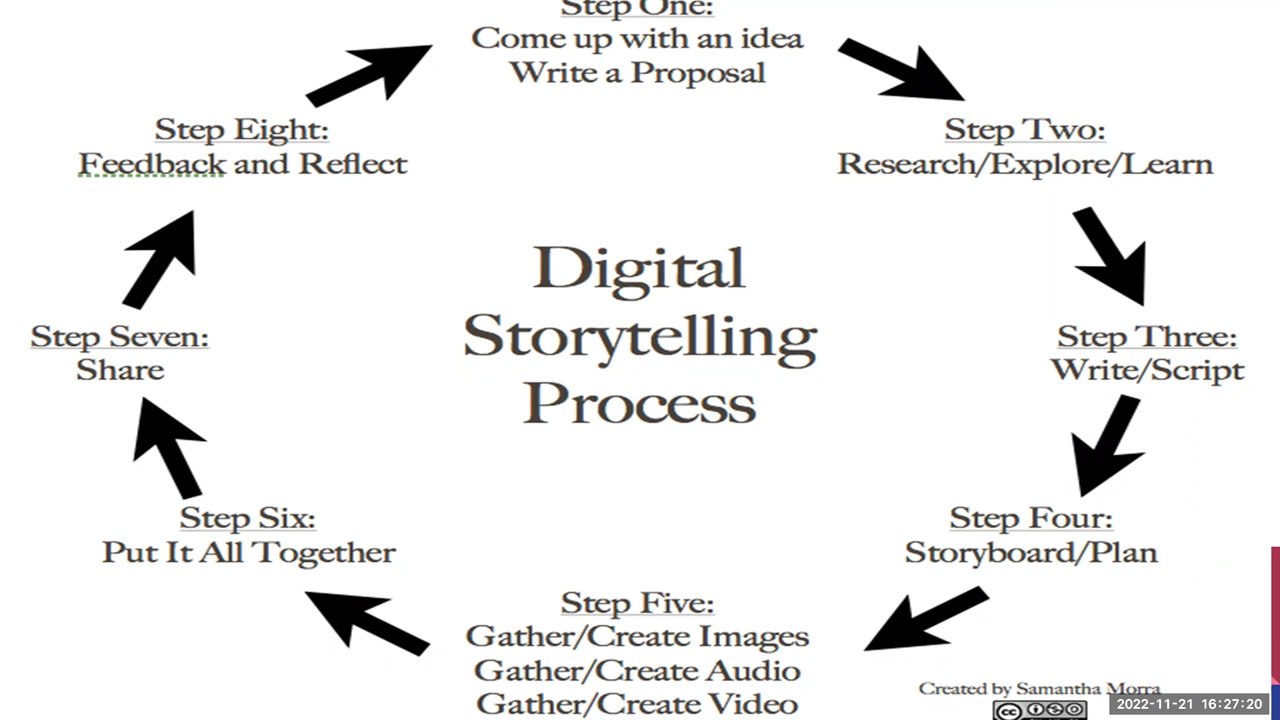 Step One:
Come up with an idea
Write a Proposal
Step Two:
Research/Explore/Learn
Step Three:
Write/Script
Step Four:
Storyboard/Plan
Step Five:
Gather/Create Images
Gather/Create Audio
Gather/Create Video
Step Six:
Put It All Together
Step Seven:
Share
Step Eight:
Feedback and Reflect
Digital
Storytelling
Process
Created by Samantha Morra
cc
2022-11-21 16:27:20